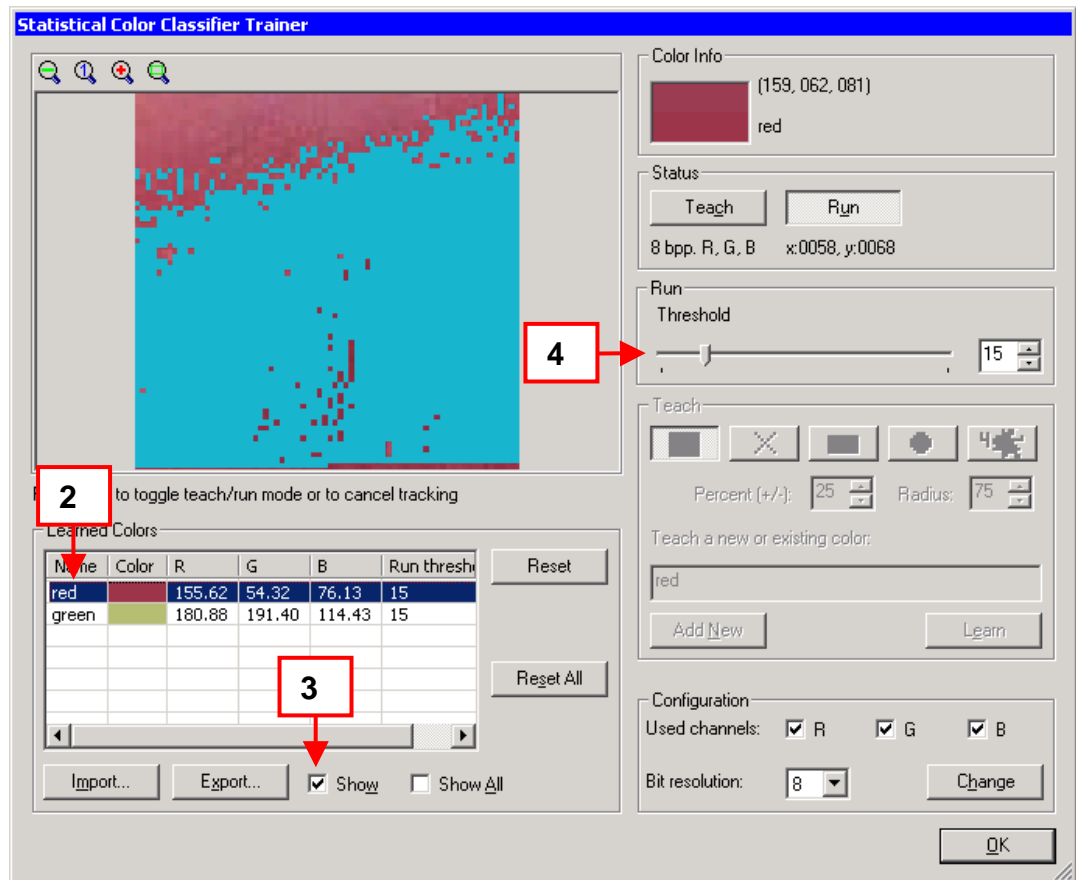 Statistical Color Classifier Trainer
1
Color Info
(159, 062, 081)
red
Status
Teach
Run
8 bpp. R, G, B
x:0058, y:0068
Run
Threshold
4
15
to toggle teach/run mode or to cancel tracking
2
Teach
4
Percent (+/-):
25
Radius:
75
Teach a new or existing color:
red
Add New
Learn
Learned Colors
Name Color R G B Run thresh
red 155.62 54.32 76.13 15
green 180.88 191.40 114.43 15
Reset
Reset All
3
Import...
Export...
Show
Show All
Configuration
Used channels:
R
G
B
Bit resolution:
8
Change
OK